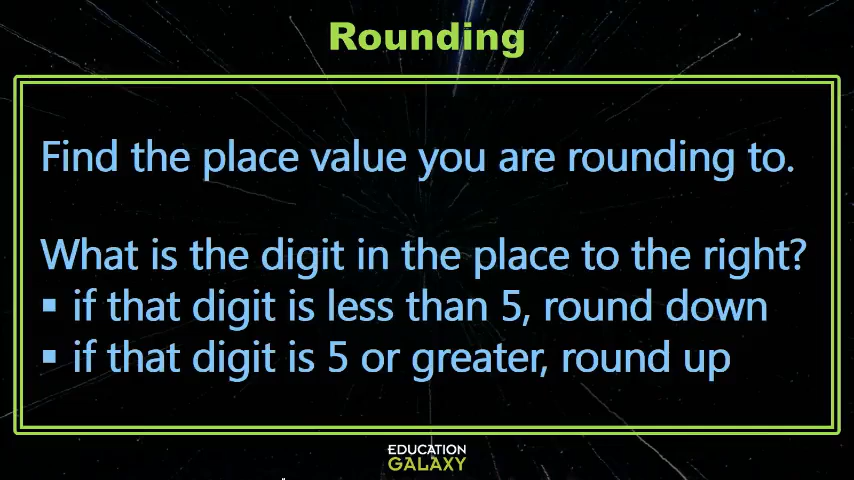 Rounding
Find the place value you are rounding to.
What is the digit in the place to the right?
▪ if that digit is less than 5, round down
▪ if that digit is 5 or greater, round up
EDUCATION
GALAXY